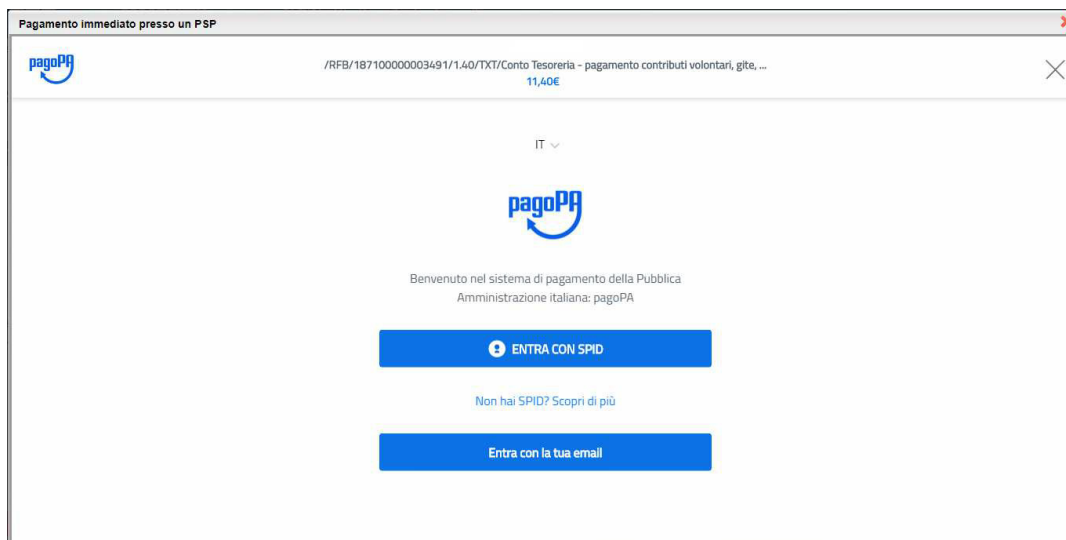 Pagamento immediato presso un PSP
pagoPA
/RFB/187100000003491/1.40/TXT/Conto Tesoreria - pagamento contributi volontari, gite, ...
11,40€
IT
pagoPA
Benvenuto nel sistema di pagamento della Pubblica
Amministrazione italiana: pagoPA
ENTRA CON SPID
Non hai SPID? Scopri di più
Entra con la tua email